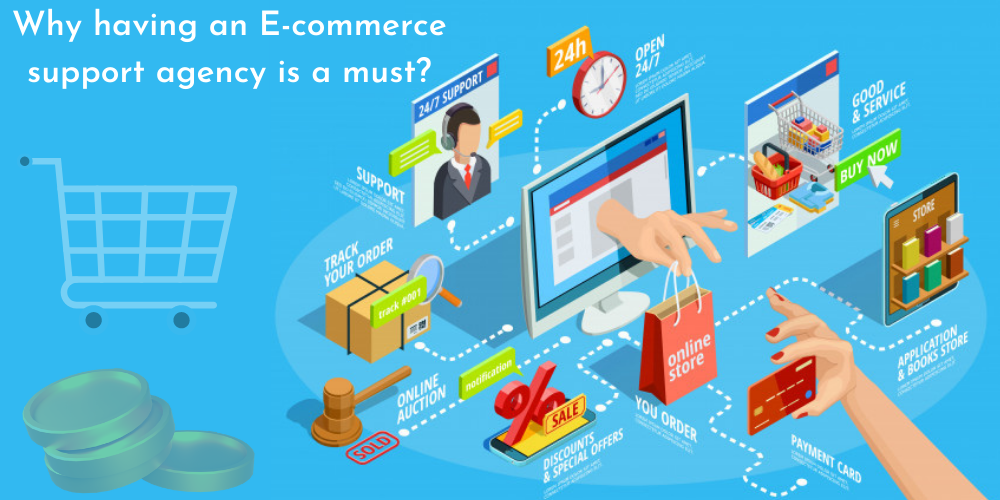 Why having an E-commerce
support agency is a must?
24/7 SUPPORT
SUPPORT
24h
OPEN
24/7
GOOD
& SERVICE
BUY NOW
STORE
APPLICATION
& BOOKS STORE
TRACK
YOUR ORDER
track #001
ONLINE
AUCTION
SOLD
notification
%
SALE
DISCOUNTS
& SPECIAL OFFERS
online
store
YOU ORDER
PAYMENT CARD